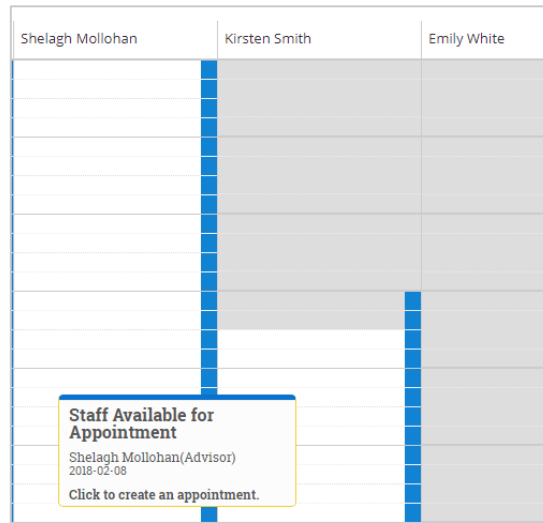 Shelagh Mollohan
Kirsten Smith
Emily White
Staff Available for
Appointment
Shelagh Mollohan(Advisor)
2018-02-08
Click to create an appointment.